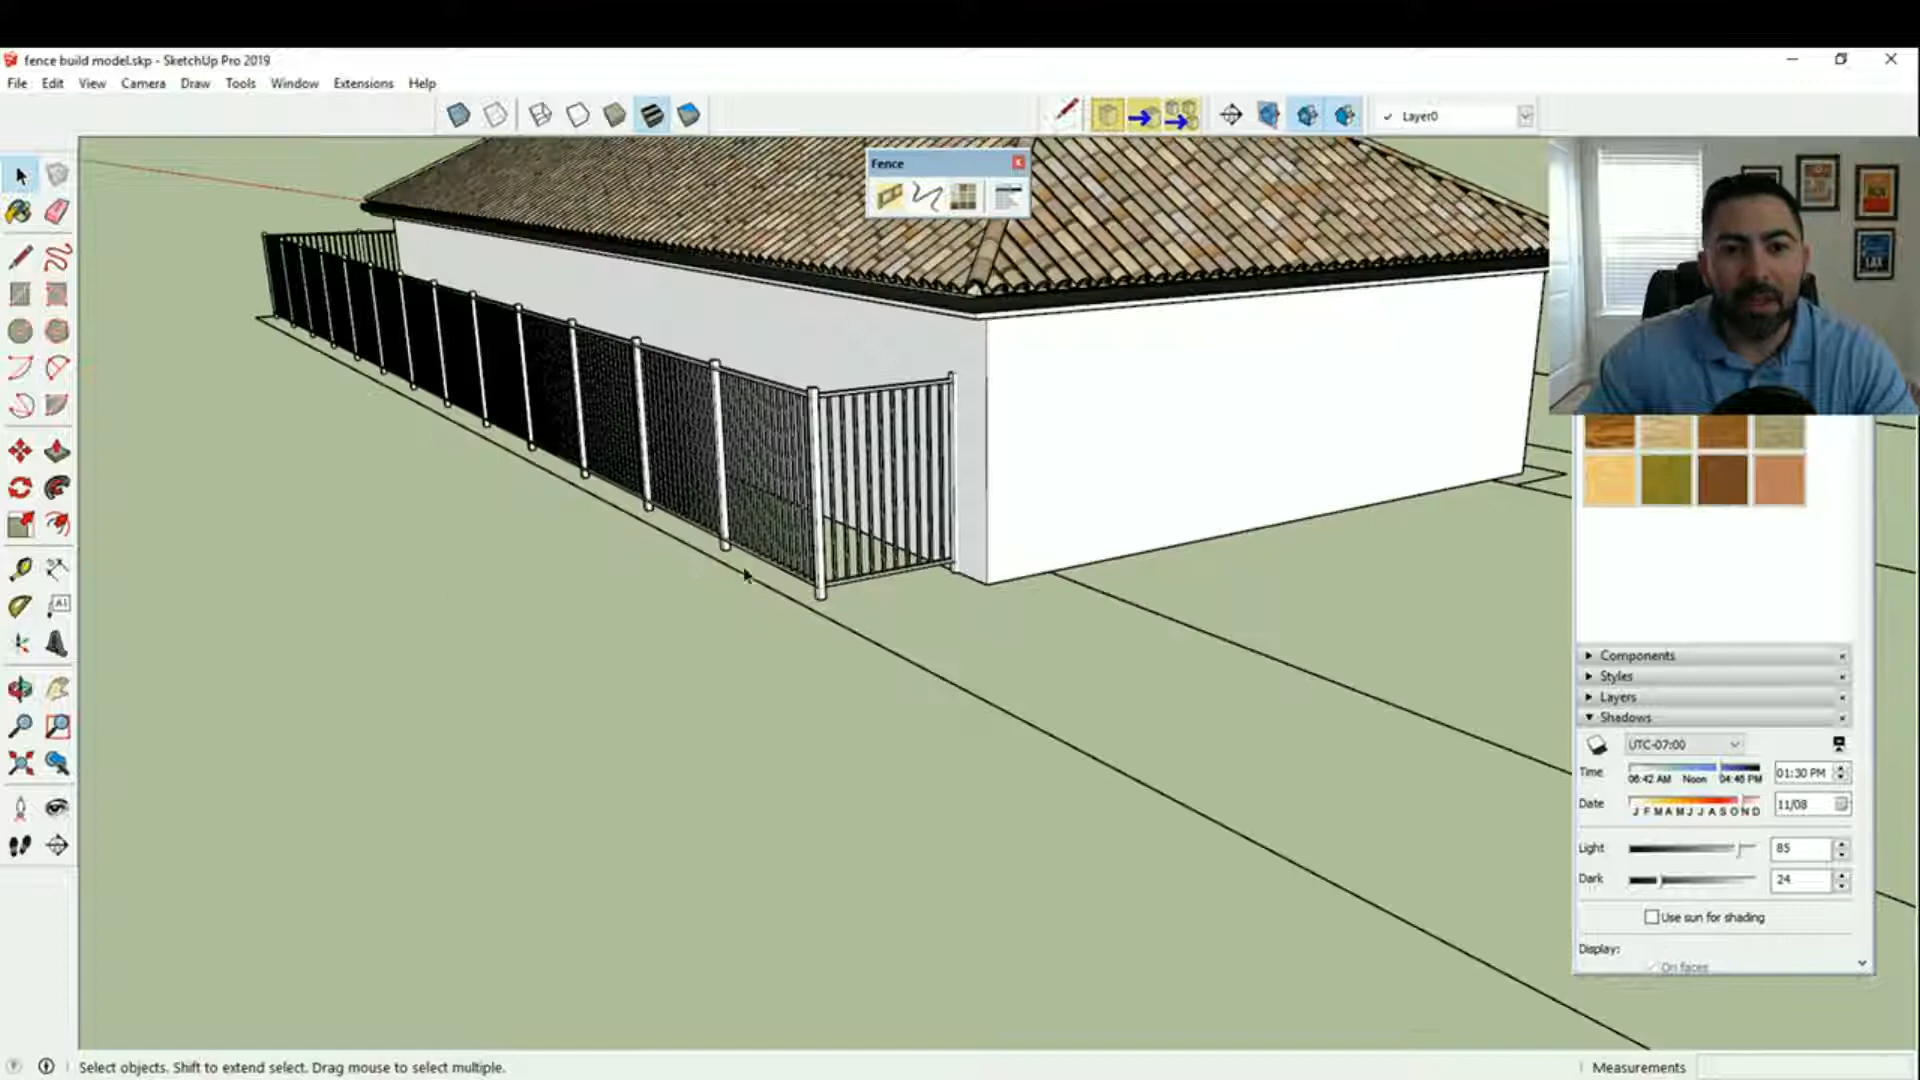 fence build model.skp - SketchUp Pro 2019
File Edit View Camera Draw Tools Window Extensions Help
Layer0
Fence
LAX
Components
Styles
Layers
Shadows
UTC-07:00
Time
06:42 AM Noon 04:46 PM
01:30 PM
Date
J F M A M J J A S O N D
11/08
Light
85
Dark
24
Use sun for shading
Display:
On faces
Select objects. Shift to extend select. Drag mouse to select multiple.
Measurements